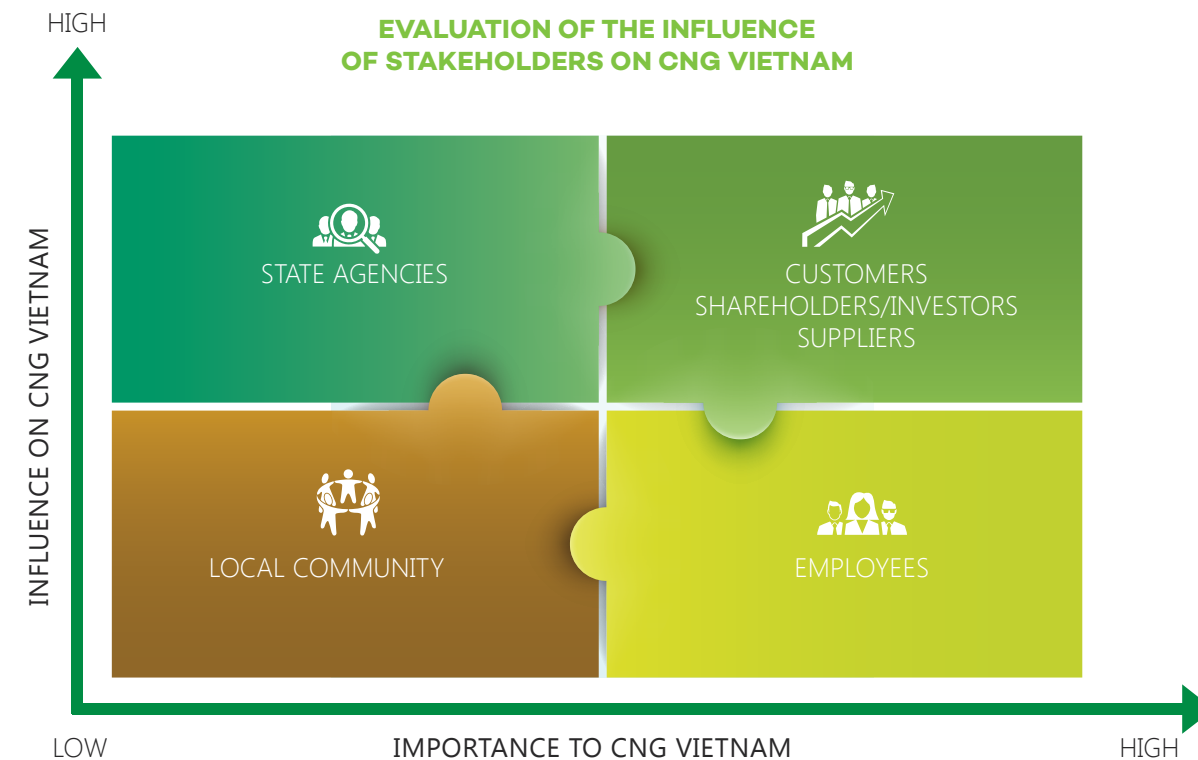 HIGH
EVALUATION OF THE INFLUENCE
OF STAKEHOLDERS ON CNG VIETNAM
INFLUENCE ON CNG VIETNAM
STATE AGENCIES
CUSTOMERS
SHAREHOLDERS/INVESTORS
SUPPLIERS
LOCAL COMMUNITY
EMPLOYEES
LOW
IMPORTANCE TO CNG VIETNAM
HIGH